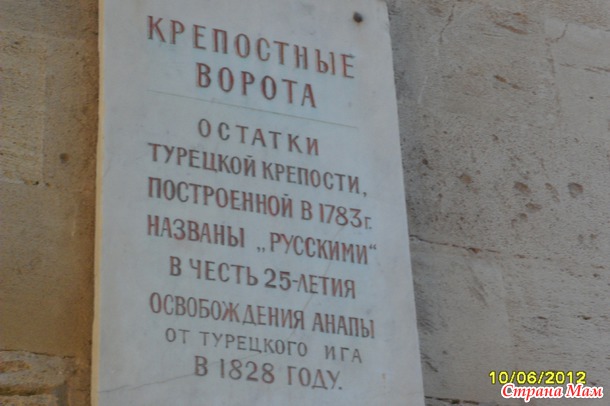 КРЕПОСТНЫЕ
ВОРОТА
ОСТАТКИ
ТУРЕЦКОЙ КРЕПОСТИ,
ПОСТРОЕННОЙ В 1783г.
НАЗВАНЫ „РУССКИМИ“
В ЧЕСТЬ 25-ЛЕТИЯ
ОСВОБОЖДЕНИЯ АНАПЫ
ОТ ТУРЕЦКОГО ИГА
В 1828 ГОДУ.
10/06/2012
Страна Мам